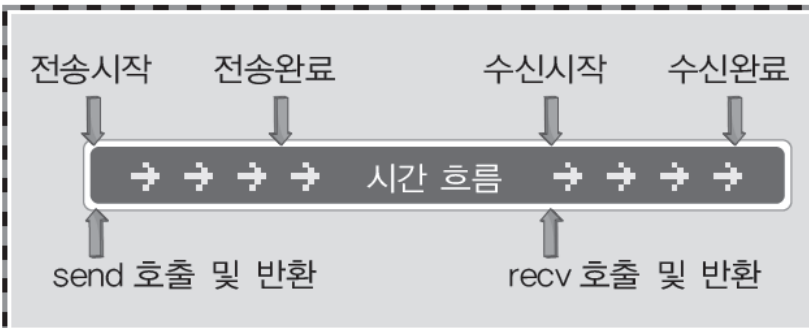 전송시작 전송완료 수신시작 수신완료
시간 흐름
send 호출 및 반환 recv 호출 및 반환